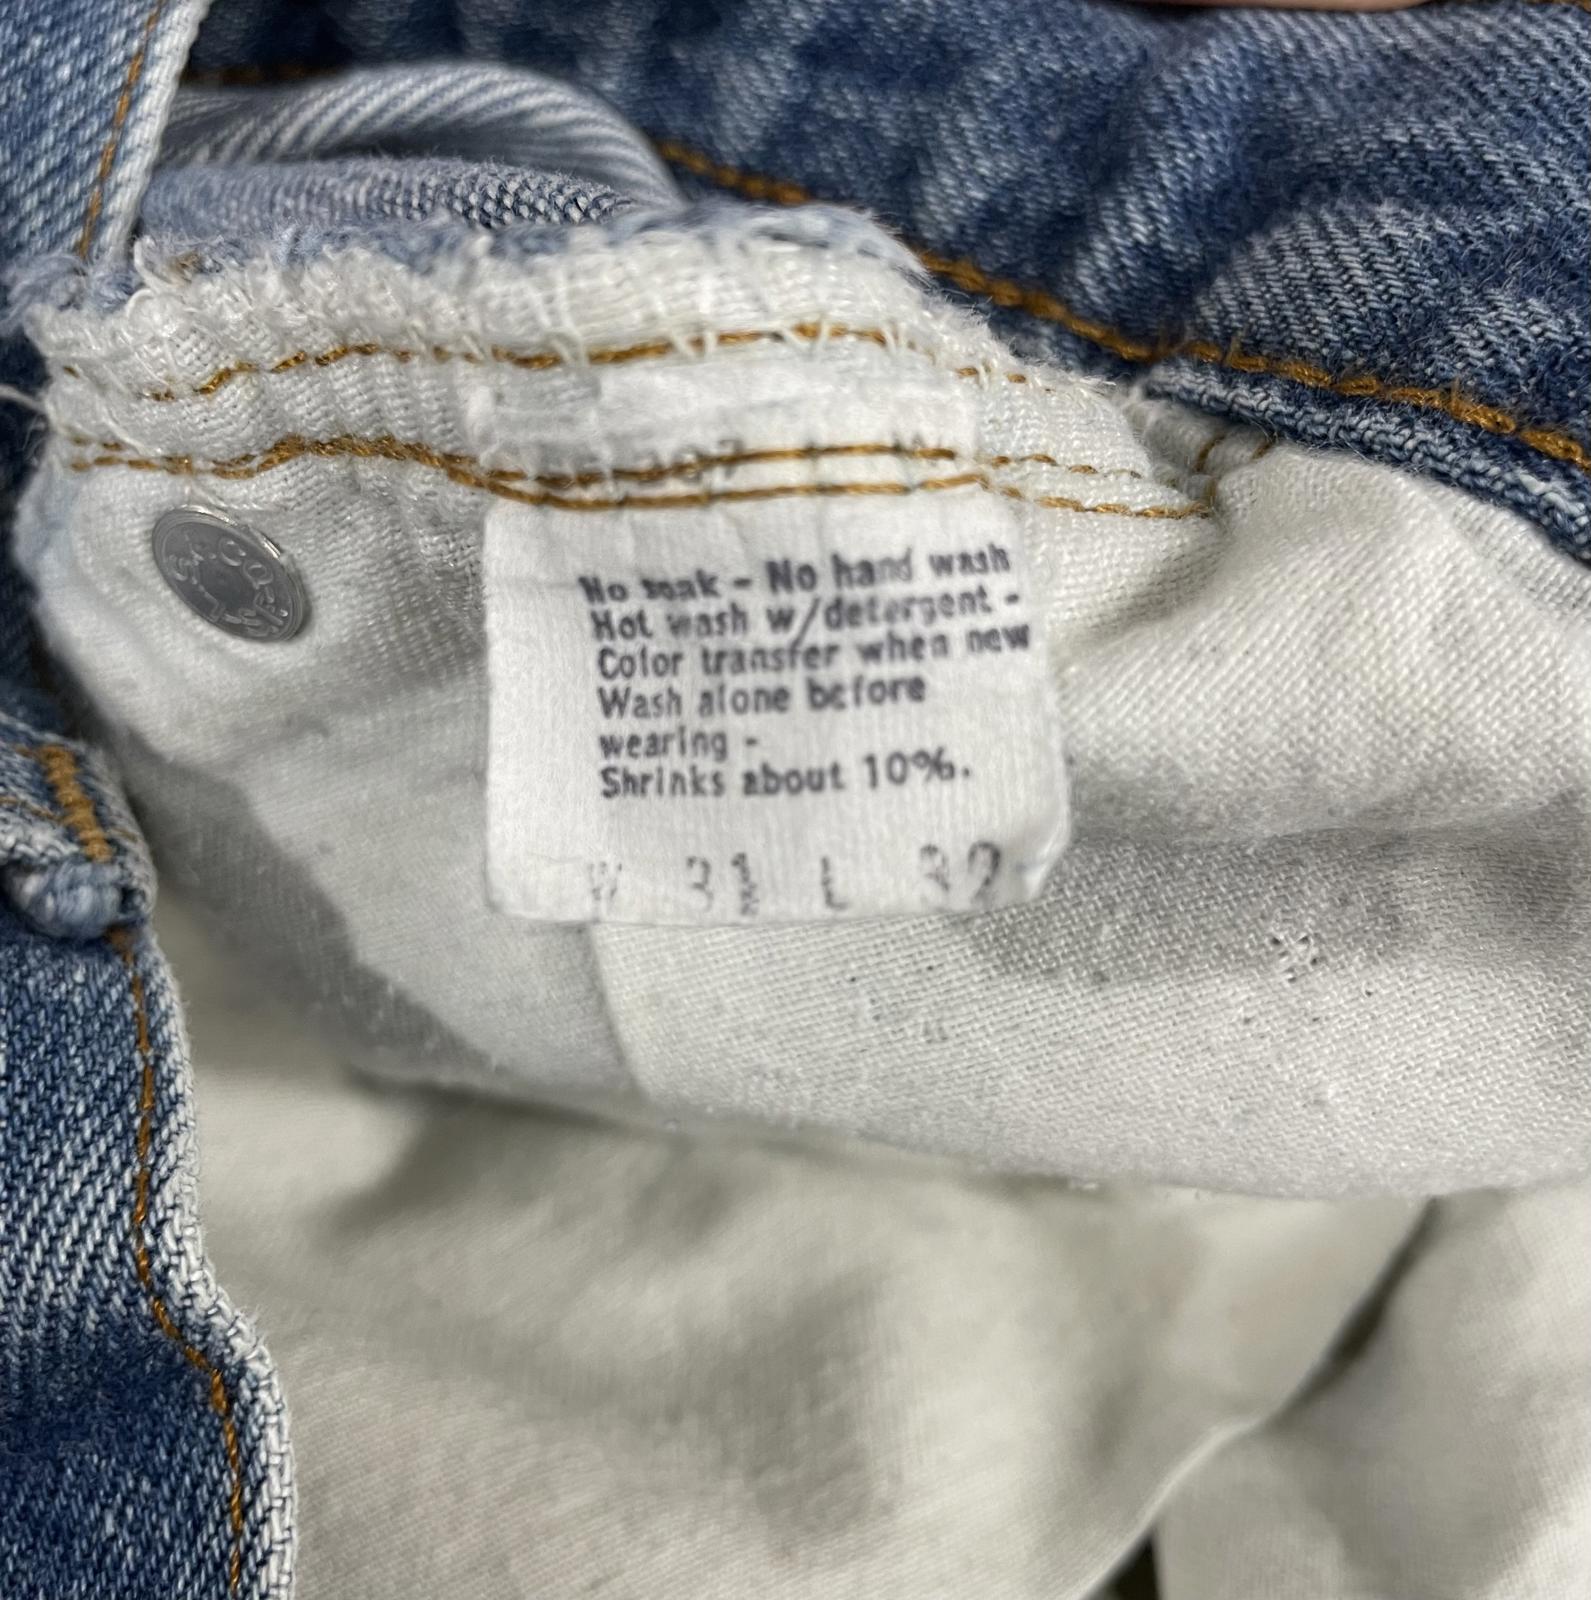 No soak - No hand wash
Hot wash w/detergent -
Color transfer when new
Wash alone before
wearing -
Shrinks about 10%.
W L 32